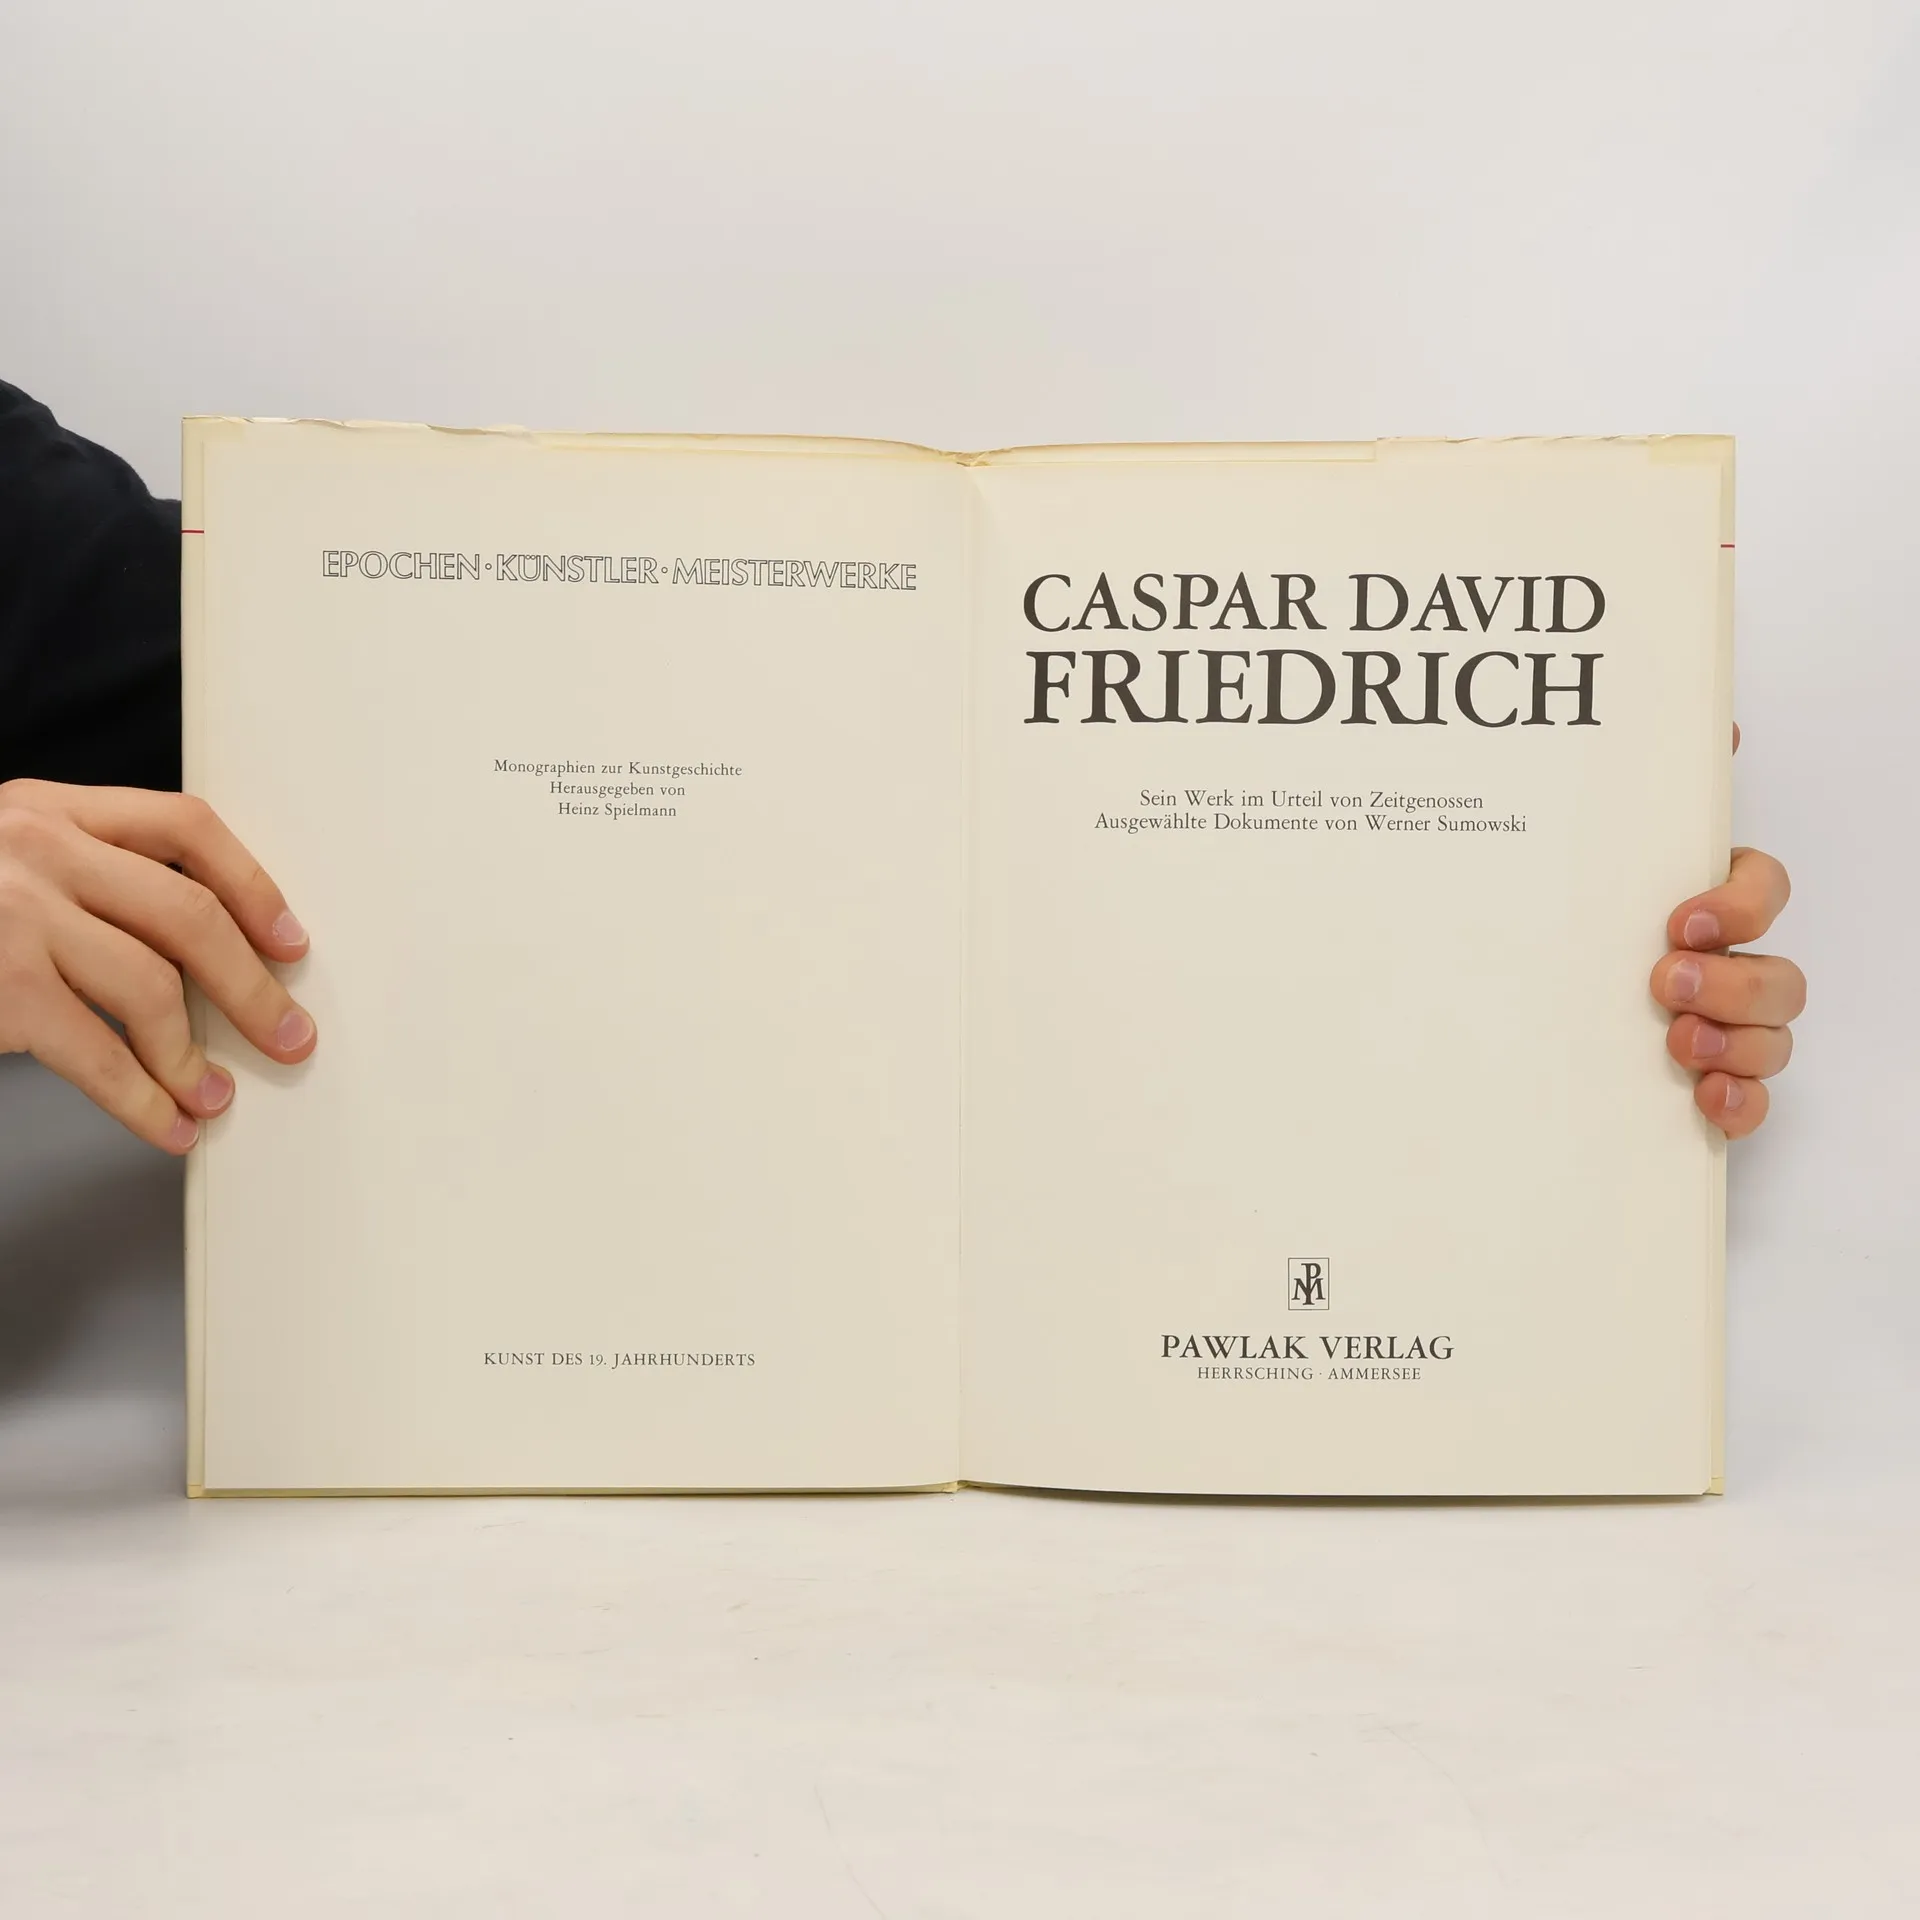 EPOCHEN · KÜNSTLER · MEISTERWERKE
Monographien zur Kunstgeschichte
Herausgegeben von
Heinz Spielmann
KUNST DES 19. JAHRHUNDERTS
CASPAR DAVID
FRIEDRICH
Sein Werk im Urteil von Zeitgenossen
Ausgewählte Dokumente von Werner Sumowski
PAWLAK VERLAG
HERRSCHING · AMMERSEE